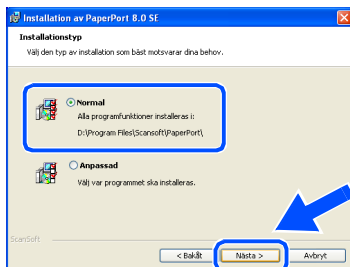 Installation av PaperPort 8.0 SE
Installationstyp
Välj den typ av installation som bäst motsvarar dina behov.
Normal
Alla programfunktioner installeras i:
D:\Program Files\Scansoft\PaperPort\
Anpassad
Välj var programmet ska installeras.
ScanSoft
< Bakåt
Nästa >
Avbryt